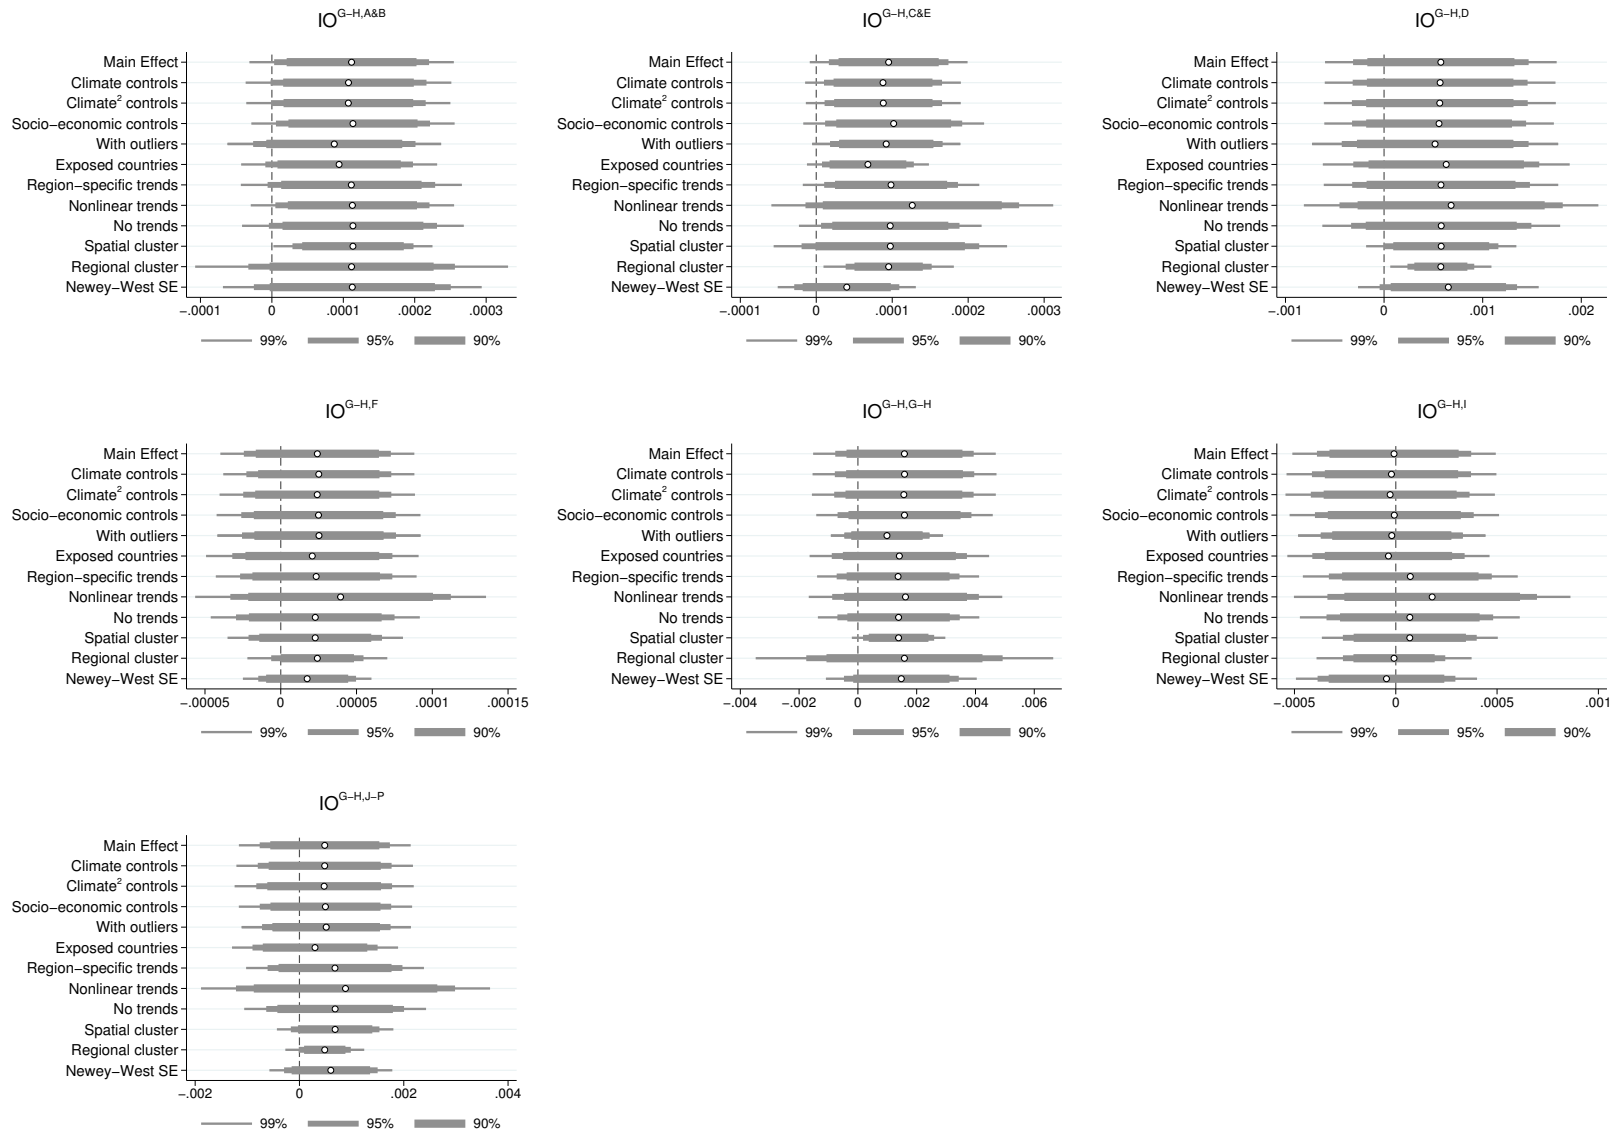 IO^G–H,A&B
Main Effect
Climate controls
Climate² controls
Socio–economic controls
With outliers
Exposed countries
Region–specific trends
Nonlinear trends
No trends
Spatial cluster
Regional cluster
Newey–West SE
–.0001 0 .0001 .0002 .0003
99% 95% 90%
IO^G–H,C&E
Main Effect
Climate controls
Climate² controls
Socio–economic controls
With outliers
Exposed countries
Region–specific trends
Nonlinear trends
No trends
Spatial cluster
Regional cluster
Newey–West SE
–.0001 0 .0001 .0002 .0003
99% 95% 90%
IO^G–H,D
Main Effect
Climate controls
Climate² controls
Socio–economic controls
With outliers
Exposed countries
Region–specific trends
Nonlinear trends
No trends
Spatial cluster
Regional cluster
Newey–West SE
–.001 0 .001 .002
99% 95% 90%
IO^G–H,F
Main Effect
Climate controls
Climate² controls
Socio–economic controls
With outliers
Exposed countries
Region–specific trends
Nonlinear trends
No trends
Spatial cluster
Regional cluster
Newey–West SE
–.00005 0 .00005 .0001 .00015
99% 95% 90%
IO^G–H,G–H
Main Effect
Climate controls
Climate² controls
Socio–economic controls
With outliers
Exposed countries
Region–specific trends
Nonlinear trends
No trends
Spatial cluster
Regional cluster
Newey–West SE
–.004 –.002 0 .002 .004 .006
99% 95% 90%
IO^G–H,I
Main Effect
Climate controls
Climate² controls
Socio–economic controls
With outliers
Exposed countries
Region–specific trends
Nonlinear trends
No trends
Spatial cluster
Regional cluster
Newey–West SE
–.0005 0 .0005 .001
99% 95% 90%
IO^G–H,J–P
Main Effect
Climate controls
Climate² controls
Socio–economic controls
With outliers
Exposed countries
Region–specific trends
Nonlinear trends
No trends
Spatial cluster
Regional cluster
Newey–West SE
–.002 0 .002 .004
99% 95% 90%